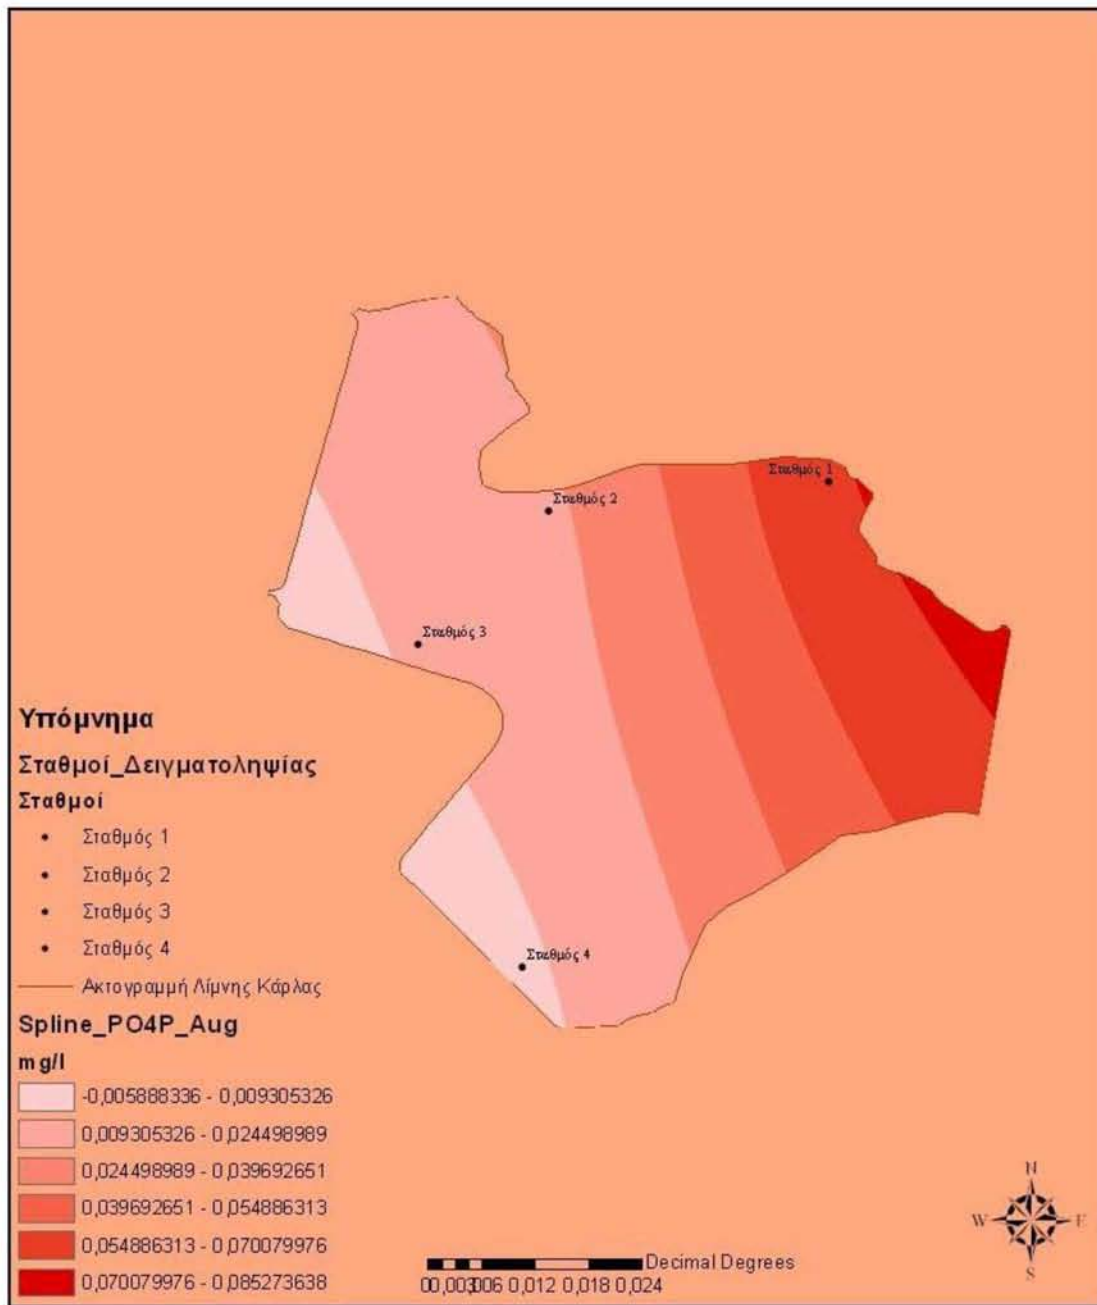 Σταθμός 1
Σταθμός 2
Σταθμός 3
Σταθμός 4
Υπόμνημα
Σταθμοί_Δειγματοληψίας
Σταθμοί
Σταθμός 1
Σταθμός 2
Σταθμός 3
Σταθμός 4
Ακτογραμμή Λίμνης Κάρλας
Spline_PO4P_Aug
mg/l
-0,005888336 - 0,009305326
0,009305326 - 0,024498989
0,024498989 - 0,039692651
0,039692651 - 0,054886313
0,054886313 - 0,070079976
0,070079976 - 0,085273638
Decimal Degrees
0,012 0,018 0,024
N
W E
S